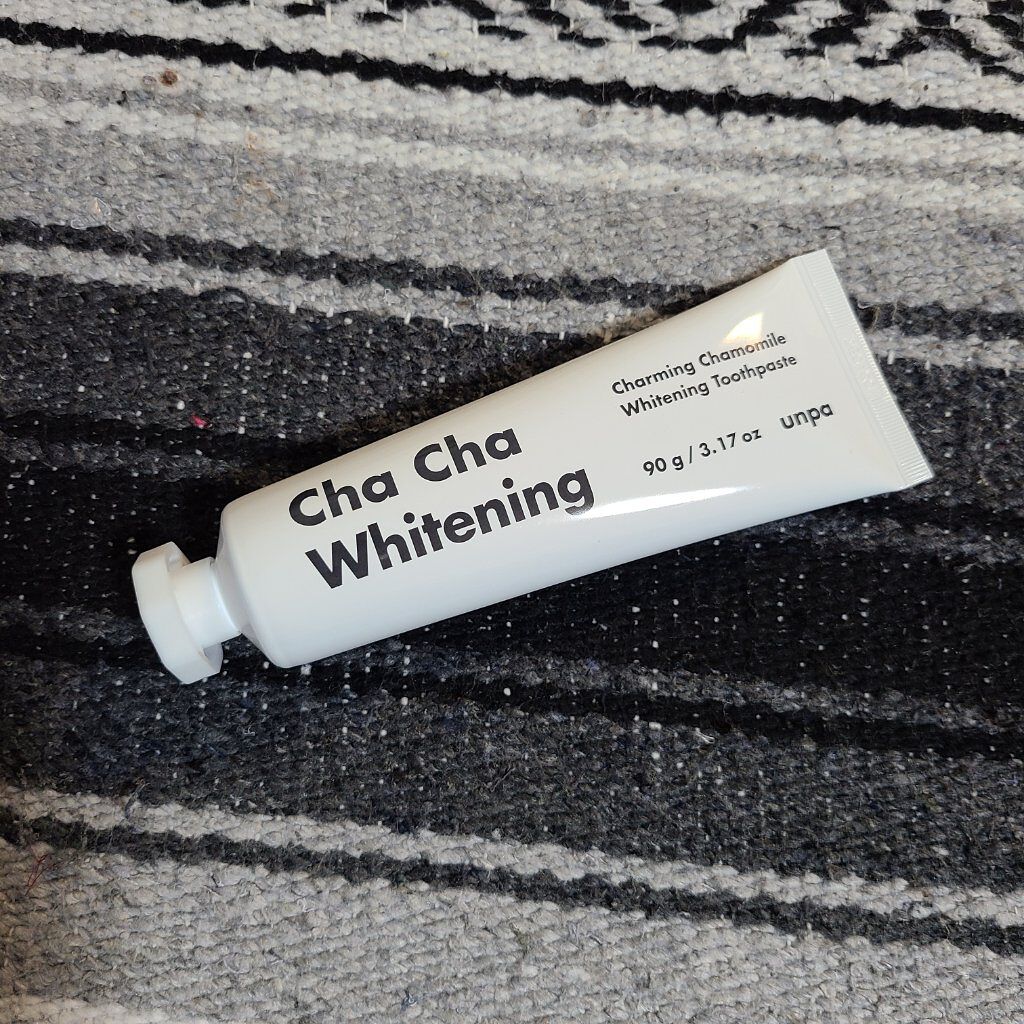 Cha Cha
Whitening
Charming Chamomile
Whitening Toothpaste
90 g / 3.17 oz unpa